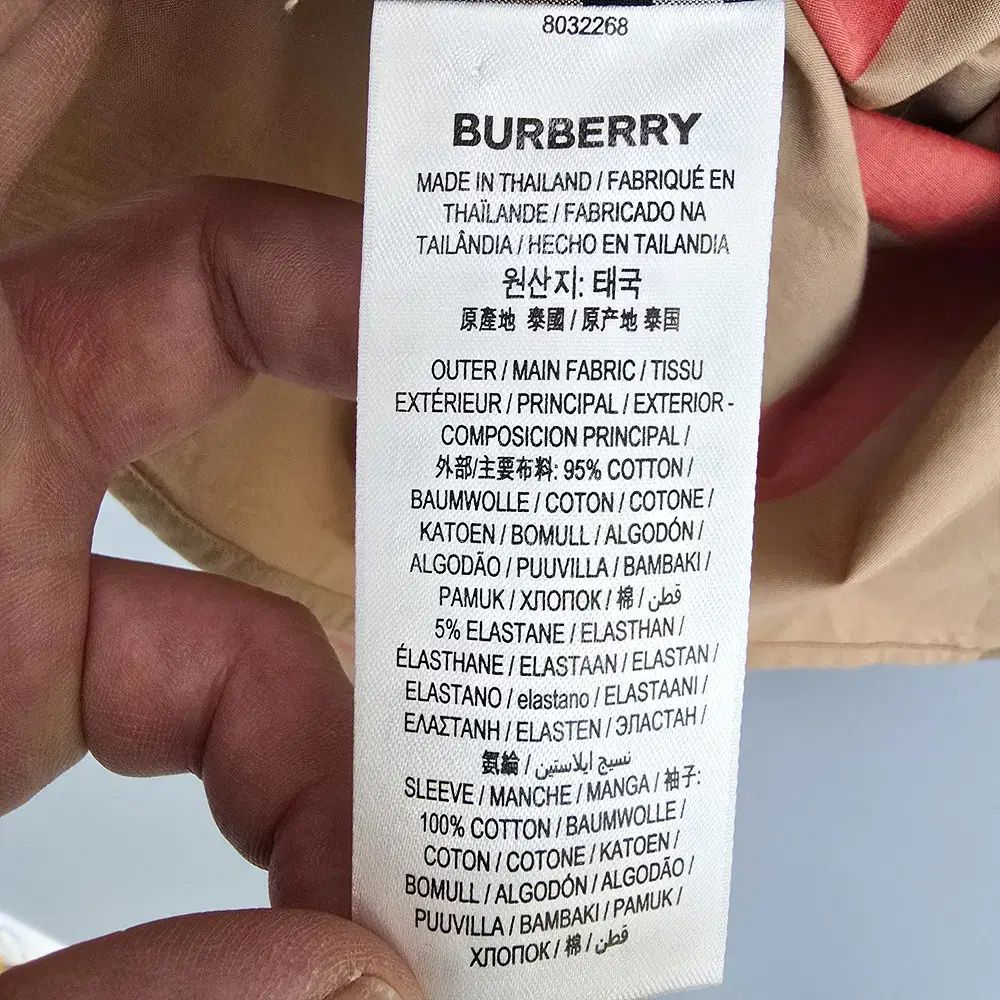 8032268
BURBERRY
MADE IN THAILAND / FABRIQUÉ EN
THAÏLANDE / FABRICADO NA
TAILÂNDIA / HECHO EN TAILANDIA
원산지: 태국
原產地 泰國 / 原产地 泰国
OUTER / MAIN FABRIC / TISSU
EXTÉRIEUR / PRINCIPAL / EXTERIOR -
COMPOSICION PRINCIPAL /
外部/主要布料: 95% COTTON /
BAUMWOLLE / COTON / COTONE /
KATOEN / BOMULL / ALGODÓN /
ALGODÃO / PUUVILLA / BAMBAKI /
PAMUK / ХЛОПОК / 棉 / قطن
5% ELASTANE / ELASTHAN /
ÉLASTHANE / ELASTAAN / ELASTAN /
ELASTANO / elastano / ELASTAANI /
ΕΛΑΣΤΑΝΗ / ELASTEN / ЭЛАСТАН /
氨綸 / نسيج ايلاستين
SLEEVE / MANCHE / MANGA / 袖子:
100% COTTON / BAUMWOLLE /
COTON / COTONE / KATOEN /
BOMULL / ALGODÓN / ALGODÃO /
PUUVILLA / BAMBAKI / PAMUK /
ХЛОПОК / 棉 / قطن